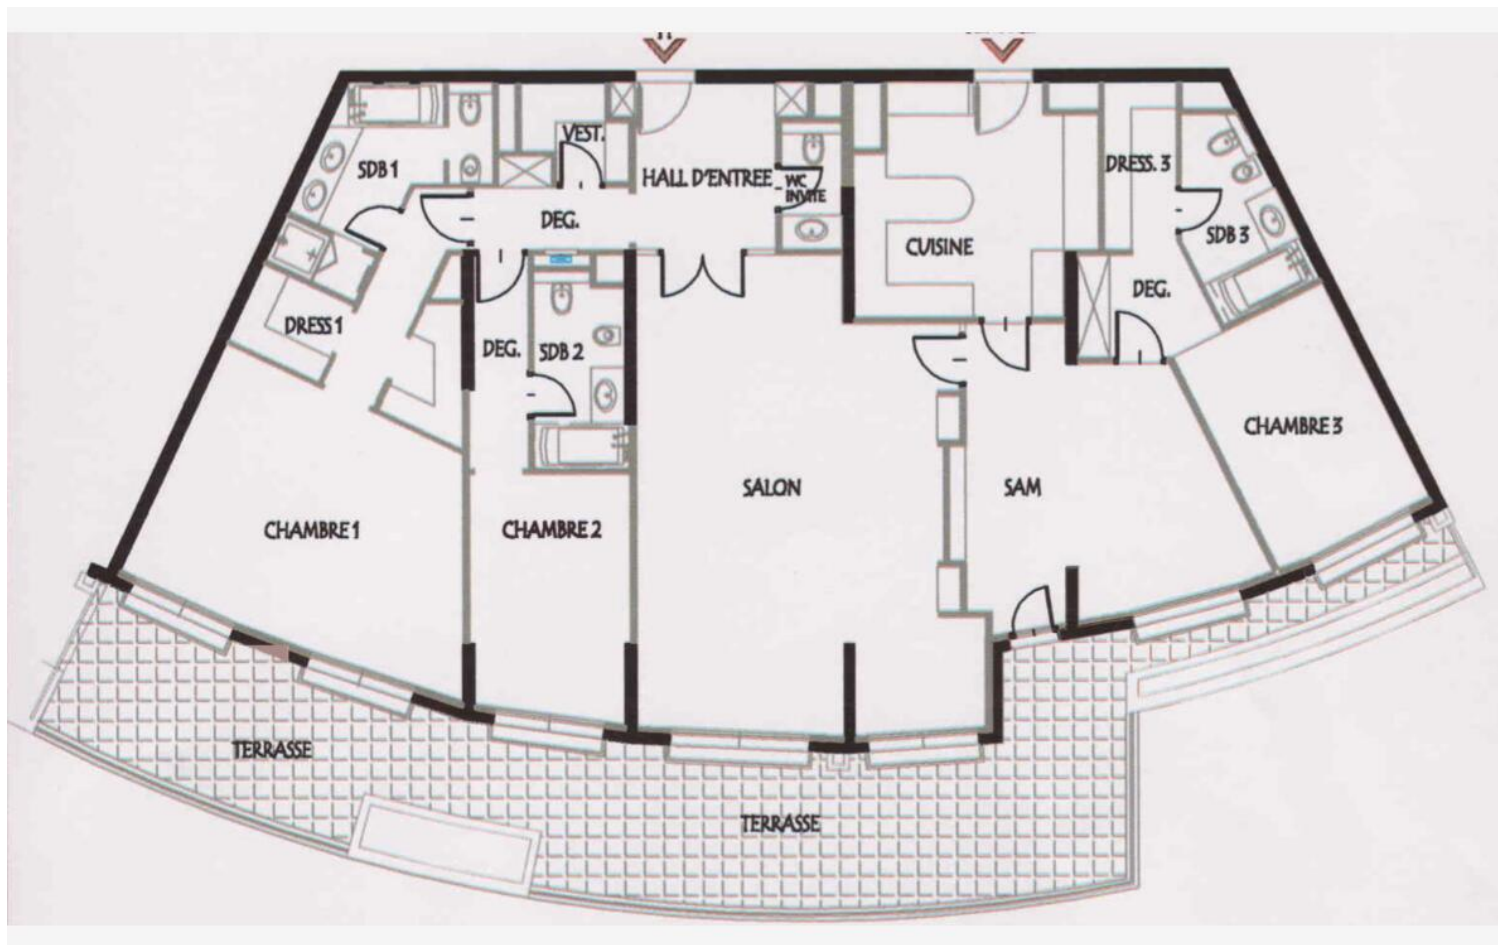 VEST.
SDB 1
DRESS. 3
HALL D'ENTREE
WC
INVITE
DEG.
SDB 3
CUISINE
DEG.
DRESS 1
DEG.
SDB 2
CHAMBRE 3
SALON
SAM
CHAMBRE 1
CHAMBRE 2
TERRASSE
TERRASSE